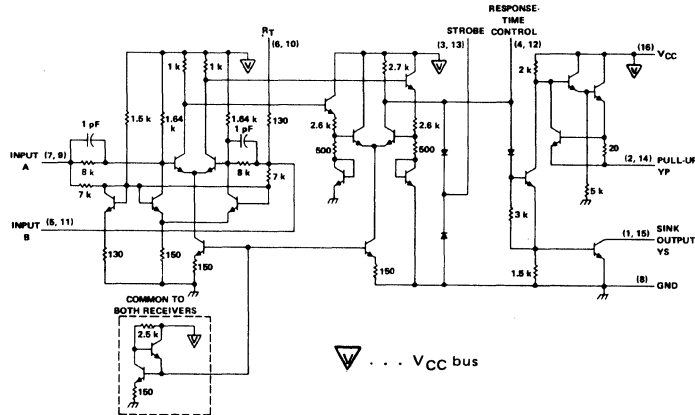 RESPONSE-
TIME
CONTROL
RT
(6, 10)
STROBE
(3, 13)
(4, 12)
(16)
VCC
1 k
1 k
2.7 k
2 k
1.5 k
1.64
k
1.64 k
1 pF
130
1 pF
2.6 k
2.6 k
20
500
500
INPUT
A
(7, 9)
8 k
8 k
7 k
7 k
(2, 14)
PULL-UP
YP
5 k
INPUT
B
(5, 11)
3 k
(1, 15)
SINK
OUTPUT
YS
130
150
150
150
1.5 k
(8)
GND
COMMON TO
BOTH RECEIVERS
2.5 k
150
V ... VCC bus